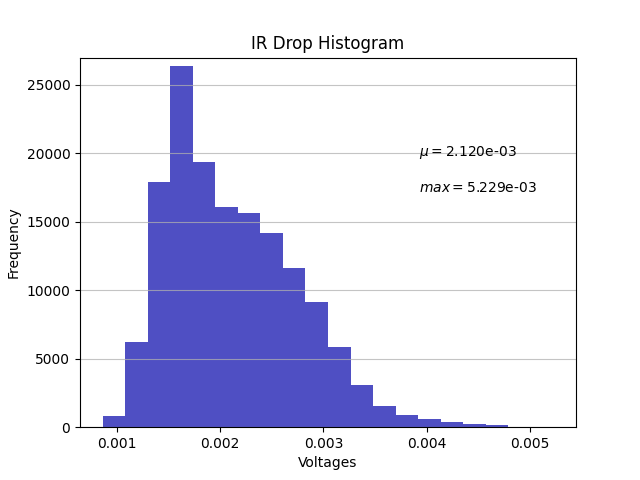 IR Drop Histogram
25000
20000
15000
10000
5000
0
Frequency
μ = 2.120e-03
max = 5.229e-03
0.001 0.002 0.003 0.004 0.005
Voltages